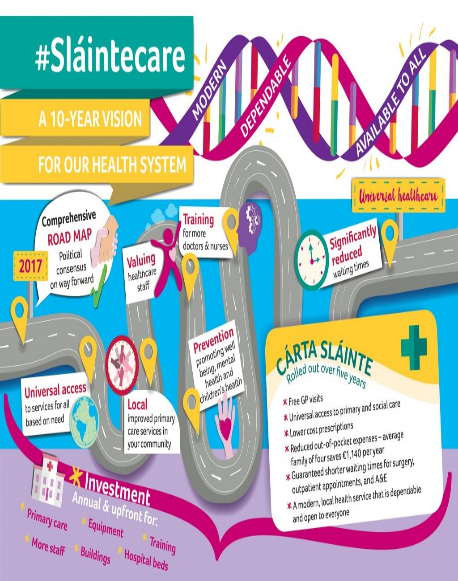 #Sláintecare
A 10-YEAR VISION
FOR OUR HEALTH SYSTEM
MODERN
DEPENDABLE
AVAILABLE TO ALL
Universal healthcare
2017
Comprehensive
ROAD MAP
Political
consensus
on way forward
Valuing
healthcare
staff
Training
for more
doctors & nurses
Significantly
reduced
waiting times
Universal access
to services for all
based on need
Local
improved primary
care services in
your community
Prevention
promoting well
being, mental
health and
children's health
CÁRTA SLÁINTE
Rolled out over five years
Free GP visits
Universal access to primary and social care
Lower cost prescriptions
Reduced out-of-pocket expenses – average
family of four saves €1,140 per year
Guaranteed shorter waiting times for surgery,
outpatient appointments, and A&E
A modern, local health service that is dependable
and open to everyone
Investment
Annual & upfront for:
Primary care
Equipment
Training
More staff
Buildings
Hospital beds